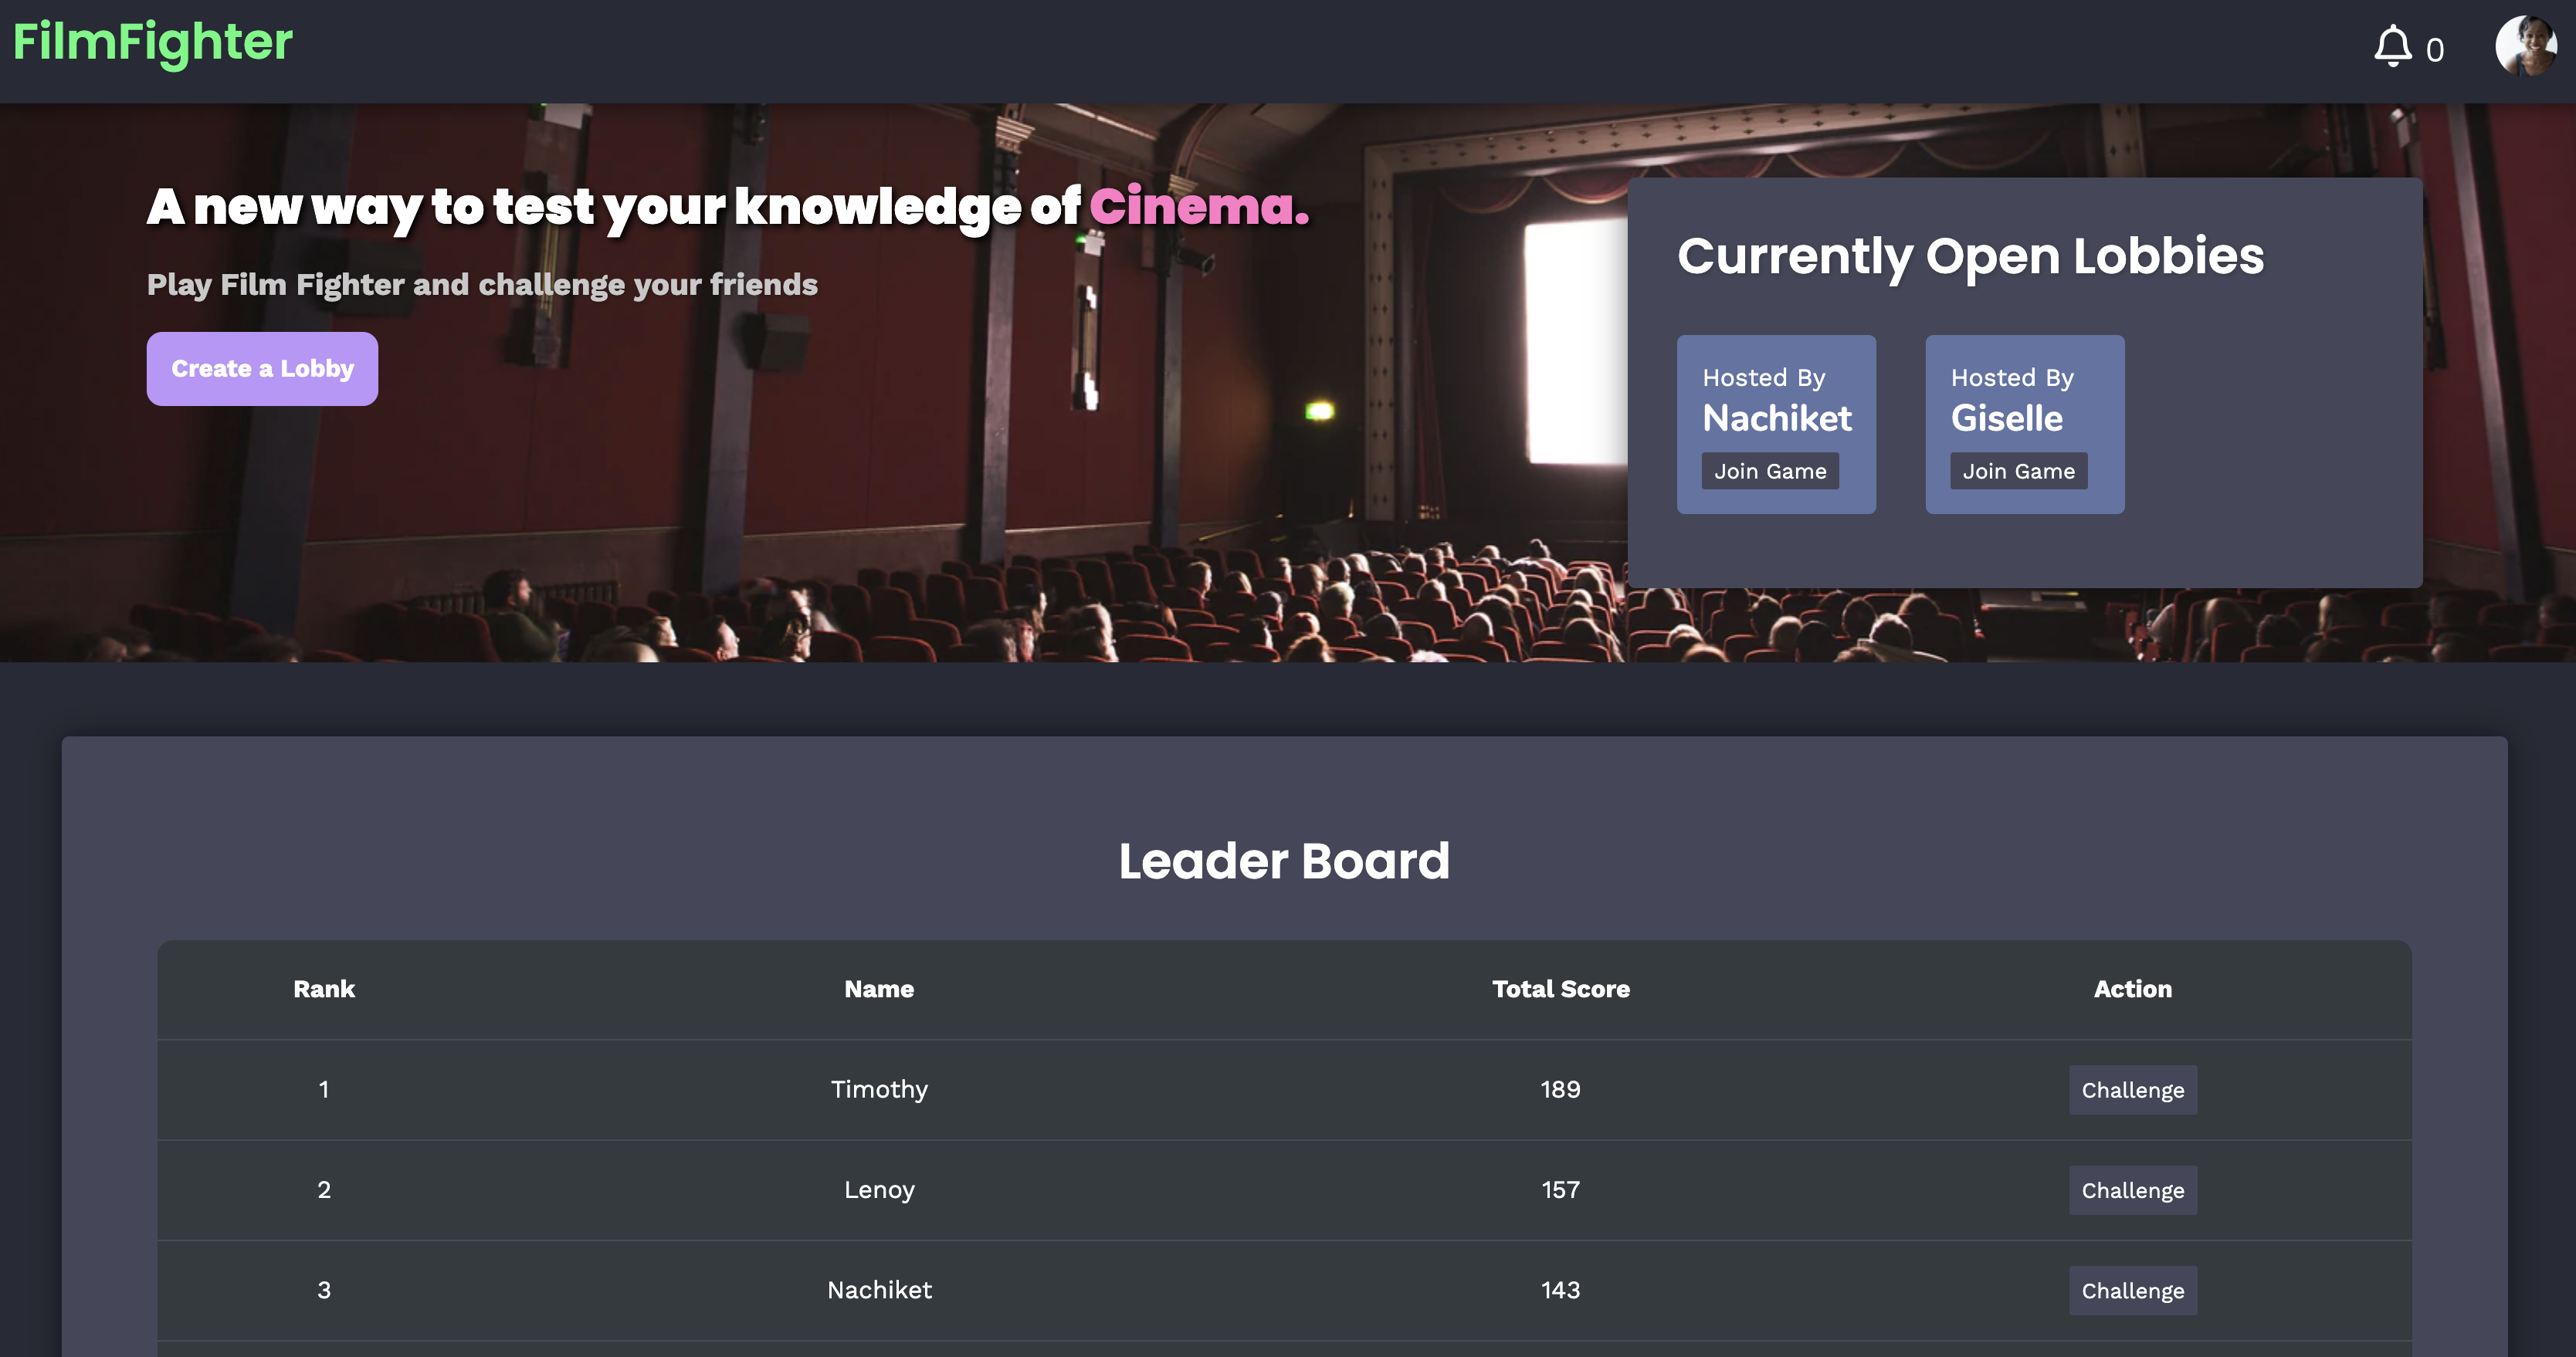 FilmFighter
0
A new way to test your knowledge of Cinema.
Play Film Fighter and challenge your friends
Create a Lobby
Currently Open Lobbies
Hosted By
Nachiket
Join Game
Hosted By
Giselle
Join Game
Leader Board
Rank Name Total Score Action
1 Timothy 189 Challenge
2 Lenoy 157 Challenge
3 Nachiket 143 Challenge